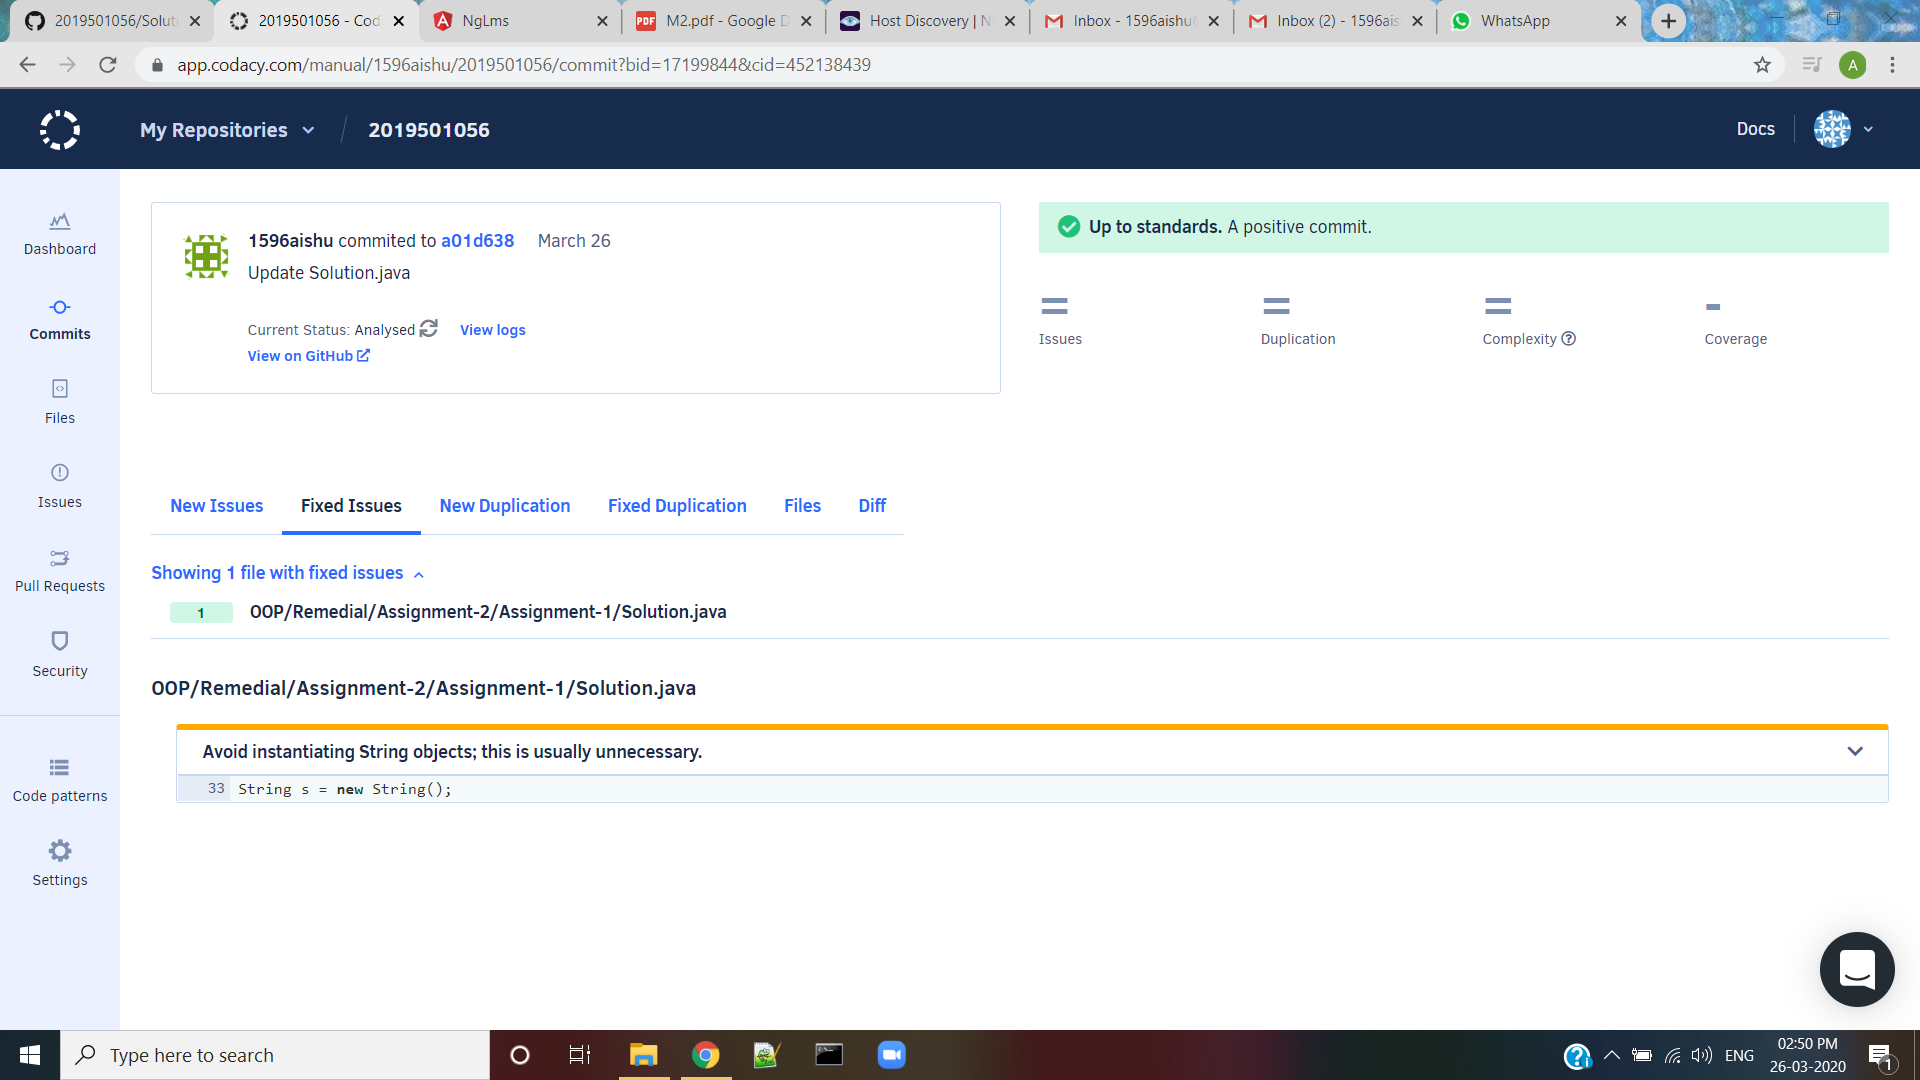 2019501056/Soluti
2019501056 - Cod
NgLms
PDF M2.pdf - Google D
Host Discovery | N
Inbox - 1596aishu
Inbox (2) - 1596ais
WhatsApp
app.codacy.com/manual/1596aishu/2019501056/commit?bid=17199844&cid=452138439
A
My Repositories / 2019501056
Docs
Dashboard
Commits
Files
Issues
Pull Requests
Security
Code patterns
Settings
1596aishu commited to a01d638 March 26
Update Solution.java
Current Status: Analysed View logs
View on GitHub
Up to standards. A positive commit.
= = = -
Issues Duplication Complexity ? Coverage
New Issues Fixed Issues New Duplication Fixed Duplication Files Diff
Showing 1 file with fixed issues
1 OOP/Remedial/Assignment-2/Assignment-1/Solution.java
OOP/Remedial/Assignment-2/Assignment-1/Solution.java
Avoid instantiating String objects; this is usually unnecessary.
33 String s = new String();
Type here to search
ENG
02:50 PM
26-03-2020
1